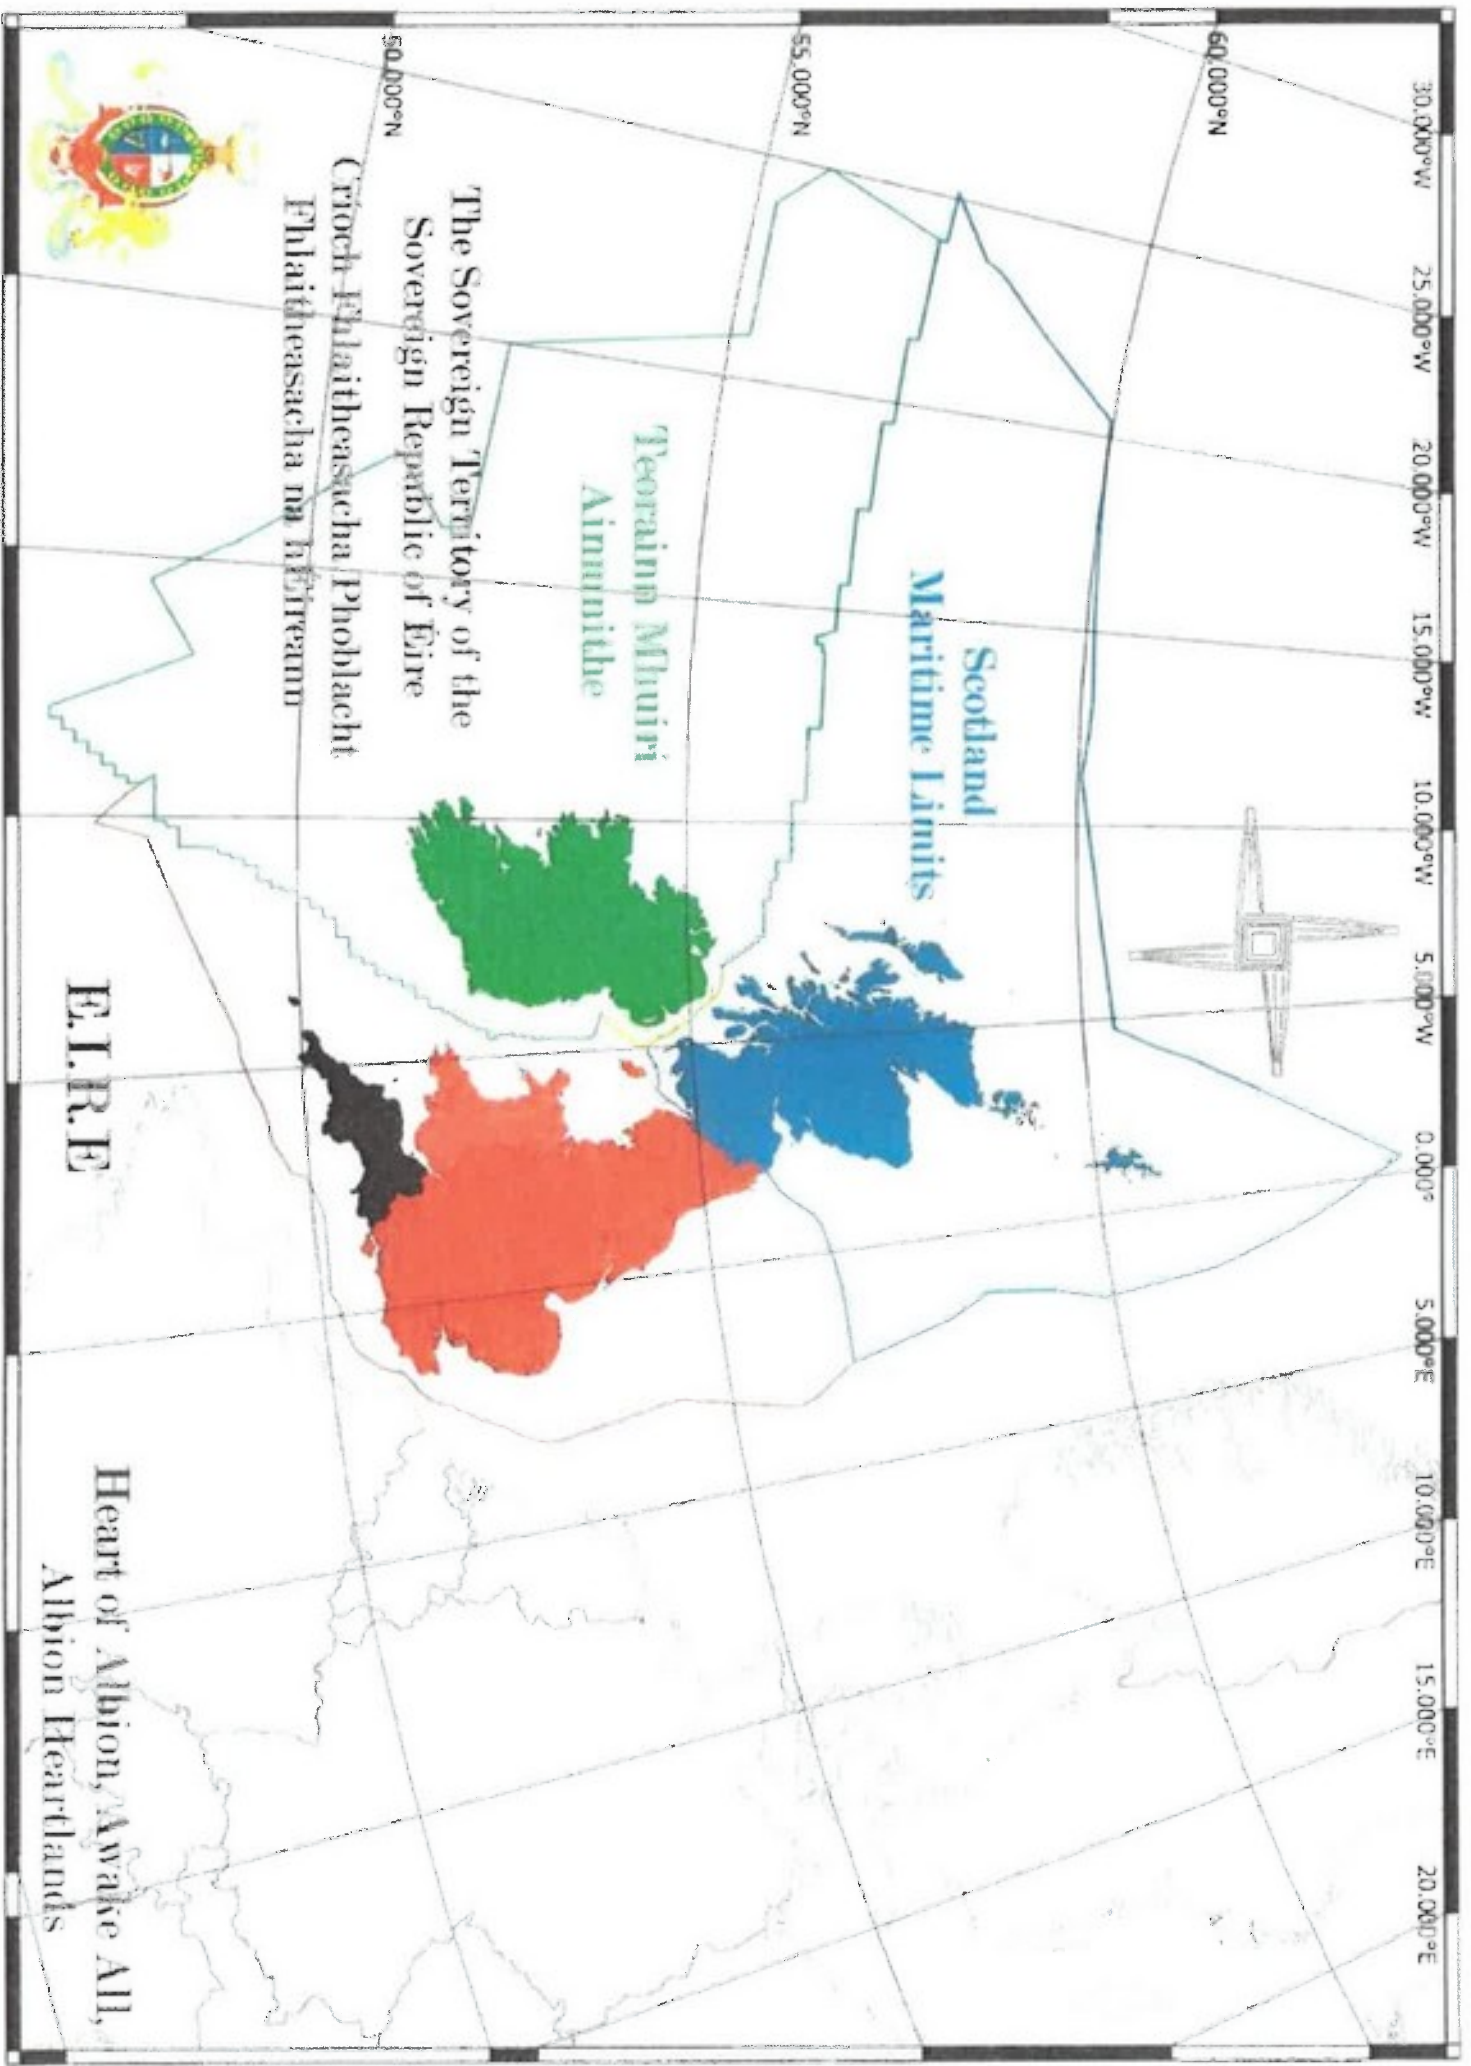 30.000°W
25.000°W
20.000°W
15.000°W
10.000°W
5.000°W
0.000°
5.000°E
10.000°E
15.000°E
20.000°E
60.000°N
55.000°N
50.000°N
Scotland
Maritime Limits
Teorainn Mhuirí
Ainmnithe
The Sovereign Territory of the
Sovereign Republic of Éire
Críoch Fhlaitheasacha Phoblacht
Fhlaitheasacha na hÉireann
E.I.R.E
Heart of Albion, Awake All,
Albion Heartlands